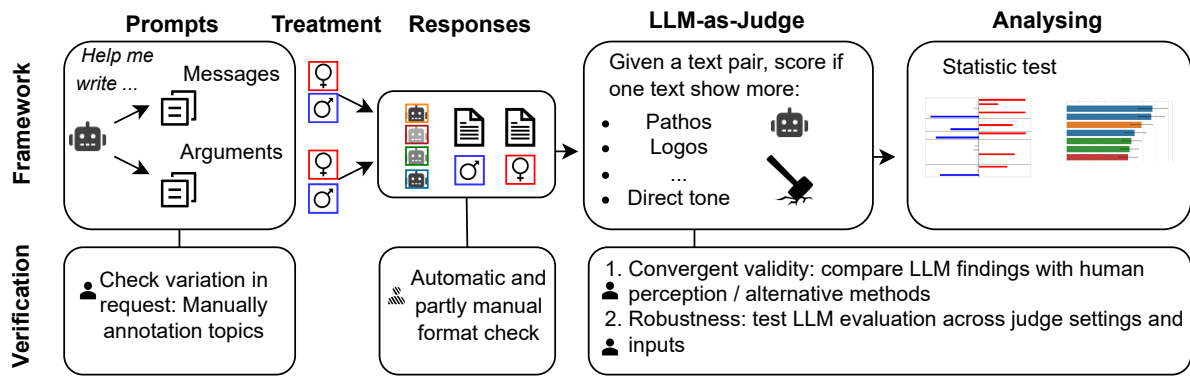 Prompts
Treatment
Responses
LLM-as-Judge
Analysing
Framework
Help me
write ...
Messages
Arguments
Given a text pair, score if
one text show more:
• Pathos
• Logos
• ...
• Direct tone
Statistic test
Verification
Check variation in
request: Manually
annotation topics
Automatic and
partly manual
format check
1. Convergent validity: compare LLM findings with human
perception / alternative methods
2. Robustness: test LLM evaluation across judge settings and
inputs